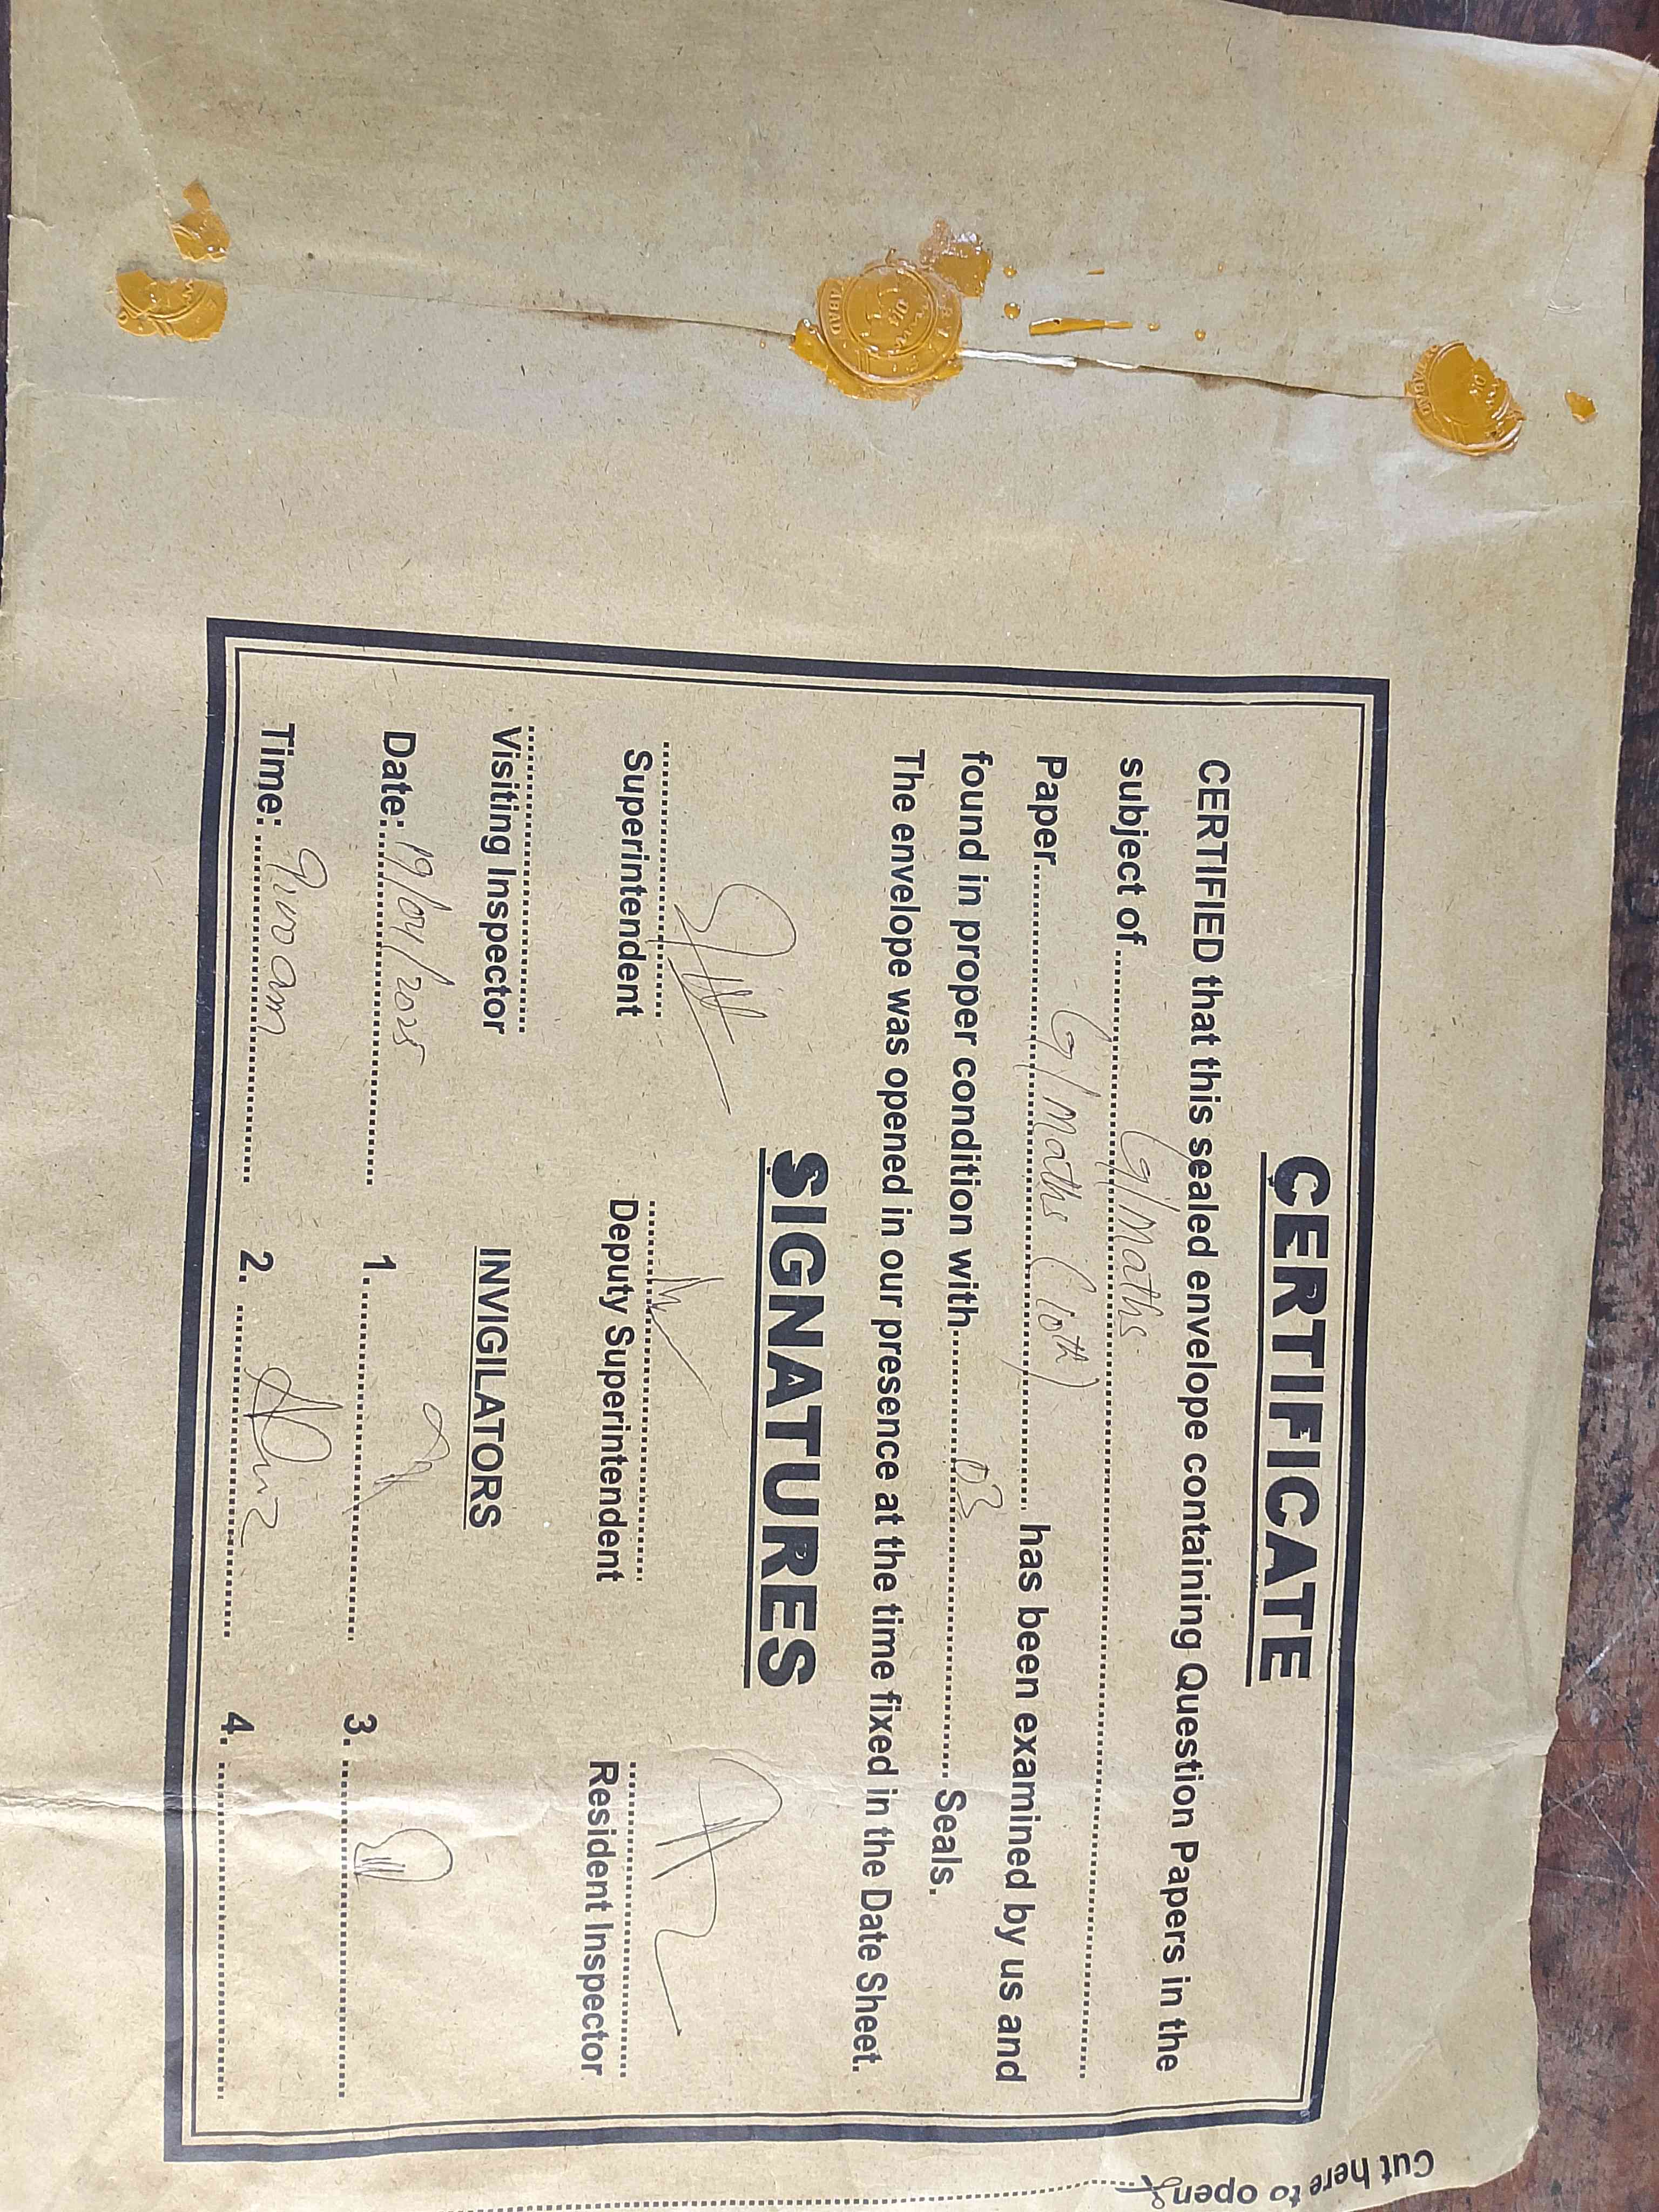 CERTIFICATE
CERTIFIED that this sealed envelope containing Question Papers in the
subject of G/Maths
Paper G/Maths (10th) has been examined by us and
found in proper condition with 03 Seals.
The envelope was opened in our presence at the time fixed in the Date Sheet.
SIGNATURES
Superintendent Deputy Superintendent Resident Inspector
Visiting Inspector INVIGILATORS
Date: 19/04/2025 1. 3.
Time: 9:00 am 2. 4.
Cut here to open
ABAD
ABAD